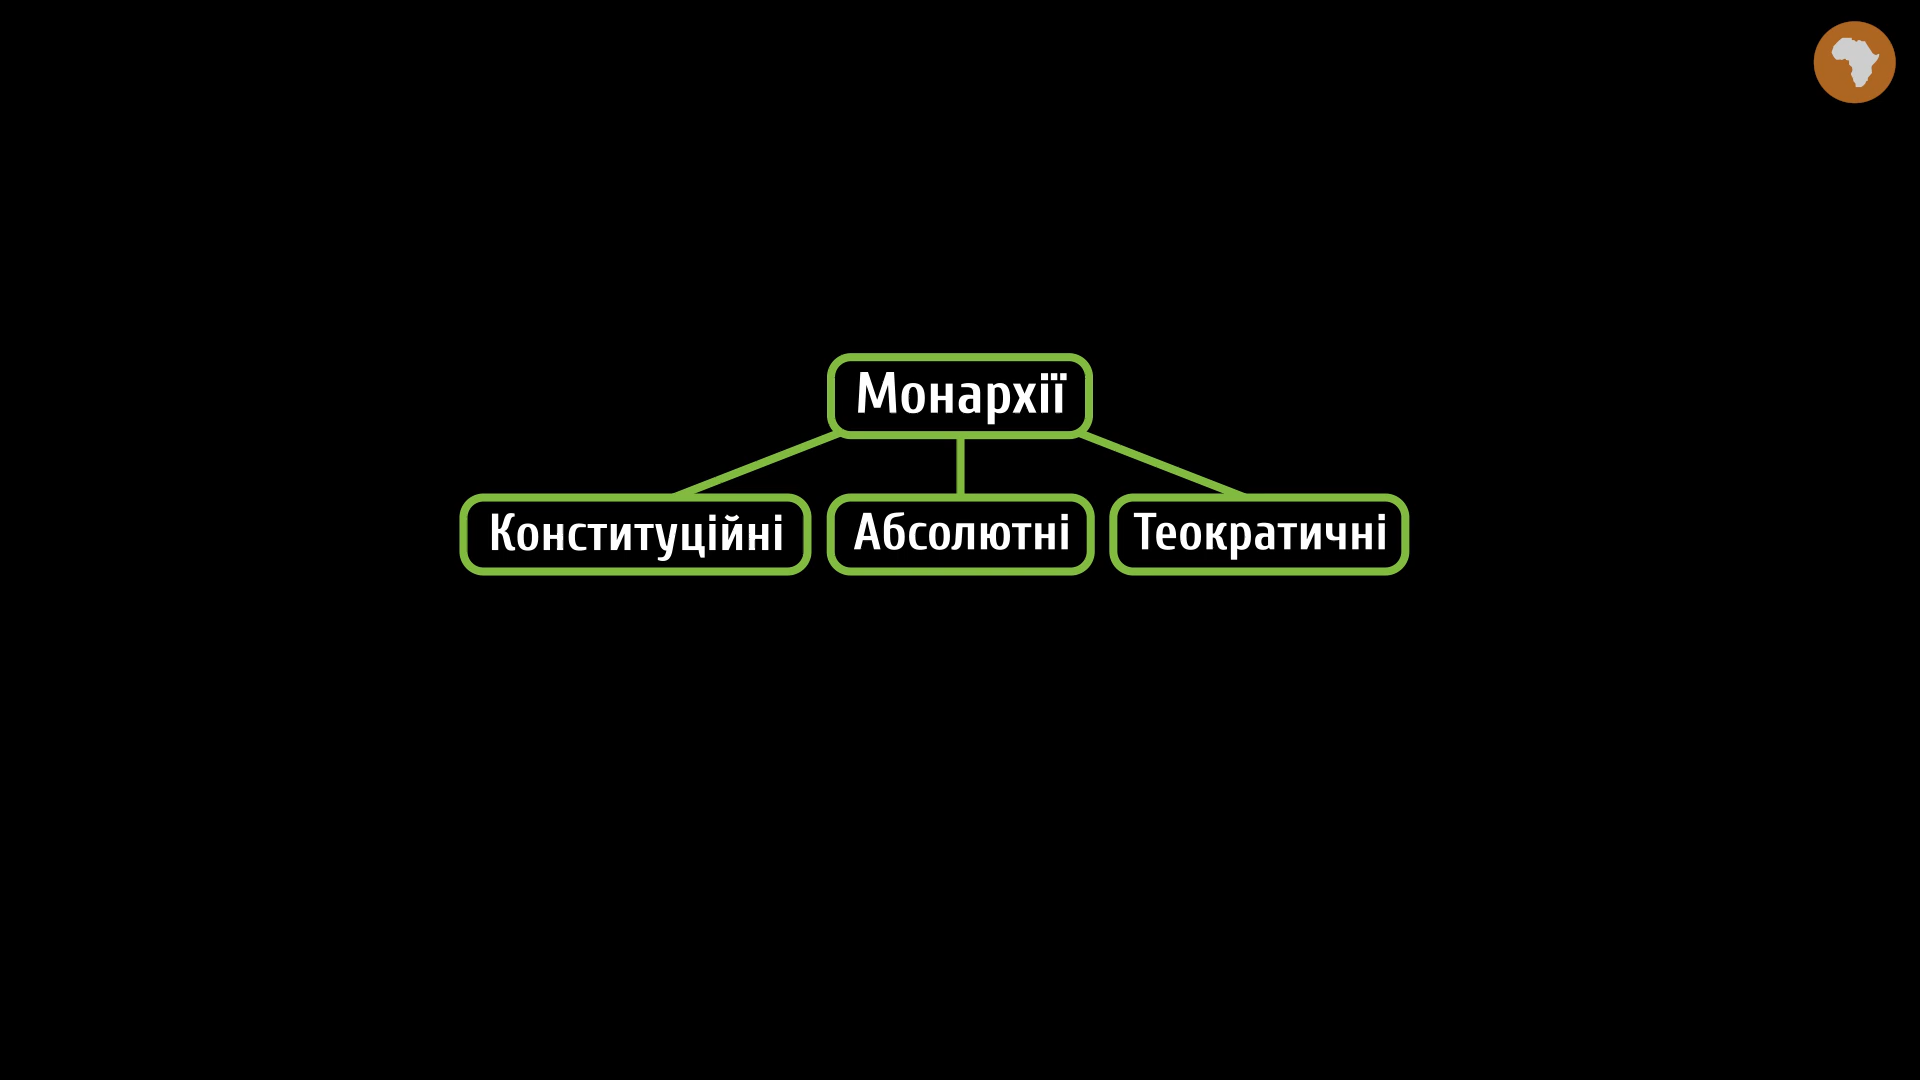 Монархії
Конституційні
Абсолютні
Теократичні